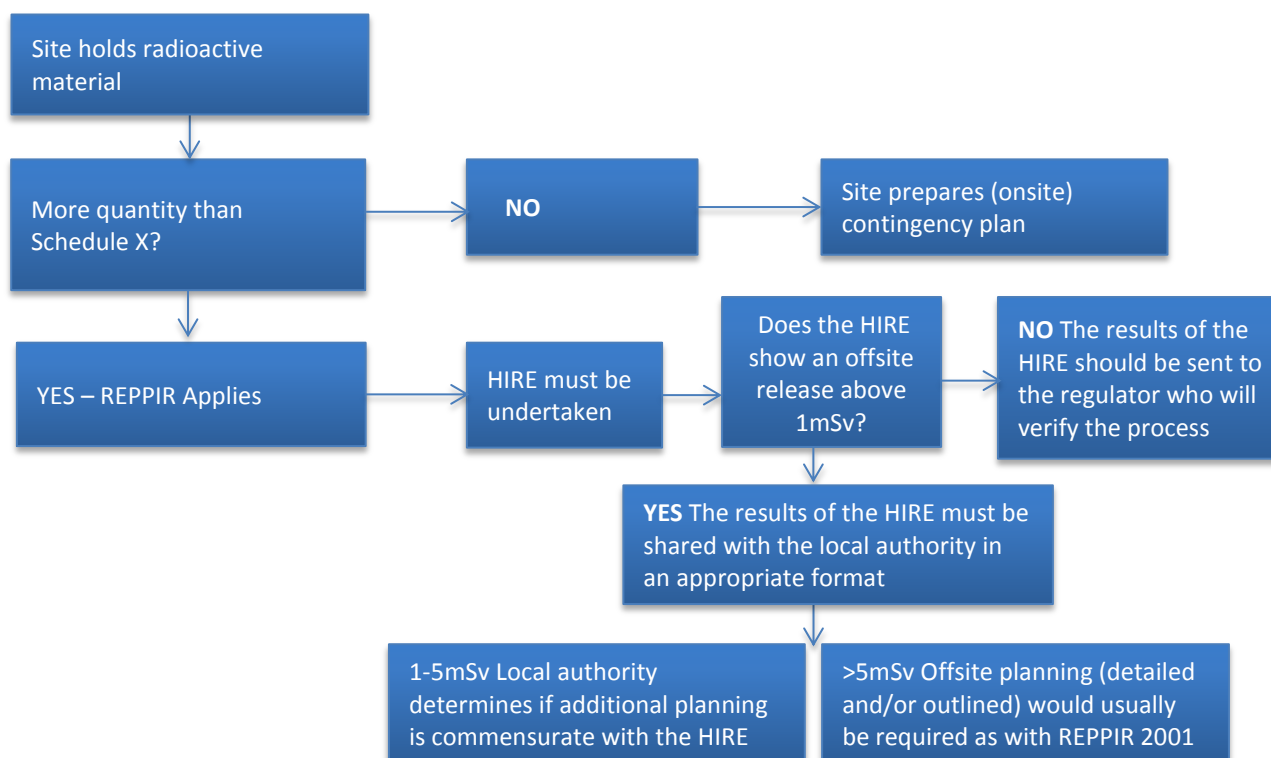 Site holds radioactive
material
More quantity than
Schedule X?
NO
Site prepares (onsite)
contingency plan
YES – REPPIR Applies
HIRE must be
undertaken
Does the HIRE
show an offsite
release above
1mSv?
NO The results of the
HIRE should be sent to
the regulator who will
verify the process
YES The results of the HIRE must be
shared with the local authority in
an appropriate format
1-5mSv Local authority
determines if additional planning
is commensurate with the HIRE
>5mSv Offsite planning (detailed
and/or outlined) would usually
be required as with REPPIR 2001